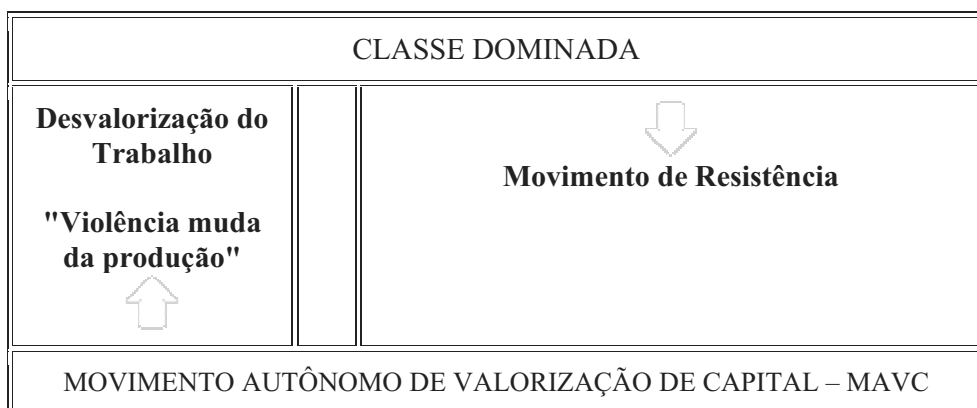 CLASSE DOMINADA
Desvalorização do
Trabalho
"Violência muda
da produção"
Movimento de Resistência
MOVIMENTO AUTÔNOMO DE VALORIZAÇÃO DE CAPITAL – MAVC